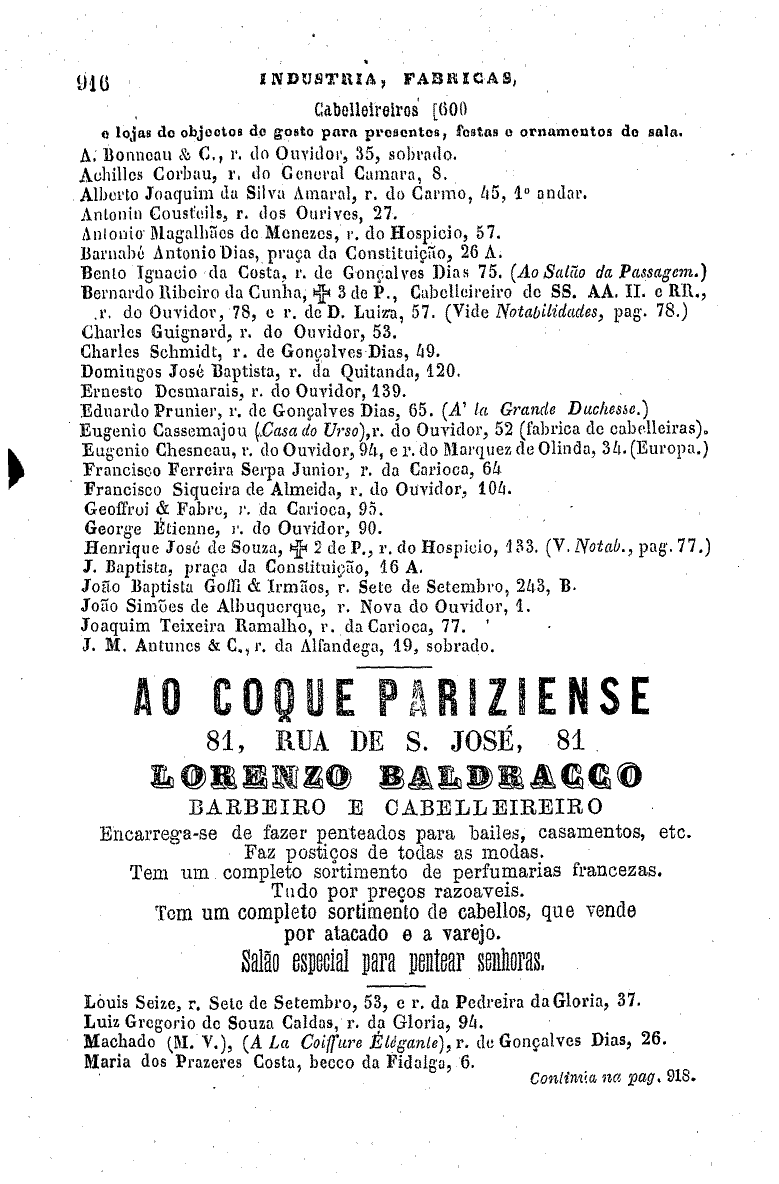 916 INDUSTRIA, FABRICAS,
Cabelleireiros [600
e lojas de objectos de gosto para presentes, festas e ornamentos de sala.
A. Bonneau & C., r. do Ouvidor, 35, sobrado.
Achilles Corbau, r. do General Camara, 8.
Alberto Joaquim da Silva Amaral, r. do Carmo, 45, 1º andar.
Antonin Cousteils, r. dos Ourives, 27.
Antonio Magalhães de Menezes, r. do Hospicio, 57.
Barnabé Antonio Dias, praça da Constituição, 26 A.
Bento Ignacio da Costa, r. de Gonçalves Dias 75. (Ao Salão da Passagem.)
Bernardo Ribeiro da Cunha, ✠ 3 de P., Cabelleireiro de SS. AA. II. e RR.,
r. do Ouvidor, 78, e r. de D. Luiza, 57. (Vide Notabilidades, pag. 78.)
Charles Guignard, r. do Ouvidor, 53.
Charles Schmidt, r. de Gonçalves Dias, 49.
Domingos José Baptista, r. da Quitanda, 120.
Ernesto Desmarais, r. do Ouvidor, 139.
Eduardo Prunier, r. de Gonçalves Dias, 65. (A' la Grande Duchesse.)
Eugenio Cassemajou (Casa do Urso), r. do Ouvidor, 52 (fabrica de cabelleiras).
Eugenio Chesneau, r. do Ouvidor, 94, e r. do Marquez de Olinda, 34. (Europa.)
Francisco Ferreira Serpa Junior, r. da Carioca, 64
Francisco Siqueira de Almeida, r. do Ouvidor, 104.
Geoffroi & Fabre, r. da Carioca, 95.
George Étienne, r. do Ouvidor, 90.
Henrique José de Souza, ✠ 2 de P., r. do Hospicio, 133. (V. Notab., pag. 77.)
J. Baptista, praça da Constituição, 16 A.
João Baptista Goffi & Irmãos, r. Sete de Setembro, 243, B.
João Simões de Albuquerque, r. Nova do Ouvidor, 1.
Joaquim Teixeira Ramalho, r. da Carioca, 77.
J. M. Antunes & C., r. da Alfandega, 19, sobrado.
AO COQUE PARIZIENSE
81, RUA DE S. JOSÉ, 81
LORENZO BALDRACCO
BARBEIRO E CABELLEIREIRO
Encarrega-se de fazer penteados para bailes, casamentos, etc.
Faz postiços de todas as modas.
Tem um completo sortimento de perfumarias francezas.
Tudo por preços razoaveis.
Tem um completo sortimento de cabellos, que vende
por atacado e a varejo.
Salão especial para pentear senhoras.
Louis Seize, r. Sete de Setembro, 53, e r. da Pedreira da Gloria, 37.
Luiz Gregorio de Souza Caldas, r. da Gloria, 94.
Machado (M. V.), (A La Coiffure Élégante), r. de Gonçalves Dias, 26.
Maria dos Prazeres Costa, becco da Fidalga, 6.
Continúa na pag. 918.